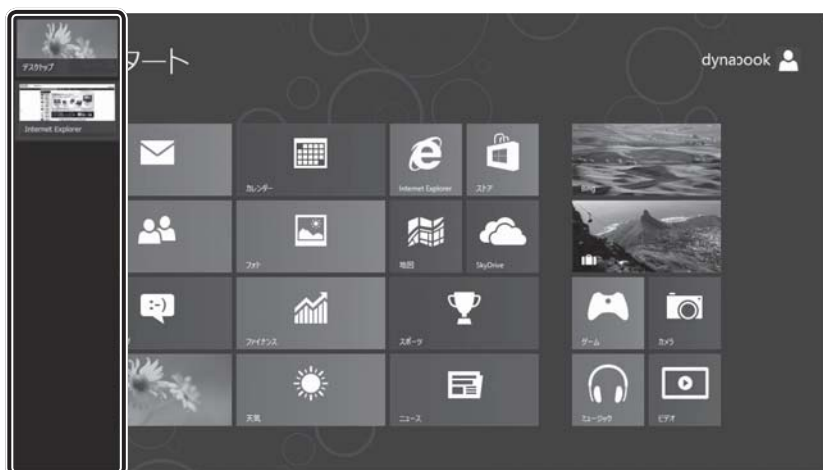 デスクトップ
Internet Explorer
タート
dynabook
カレンダー
Internet Explorer
ストア
Bing
フォト
地図
SkyDrive
ファイナンス
スポーツ
ゲーム
カメラ
天気
ニュース
ミュージック
ビデオ